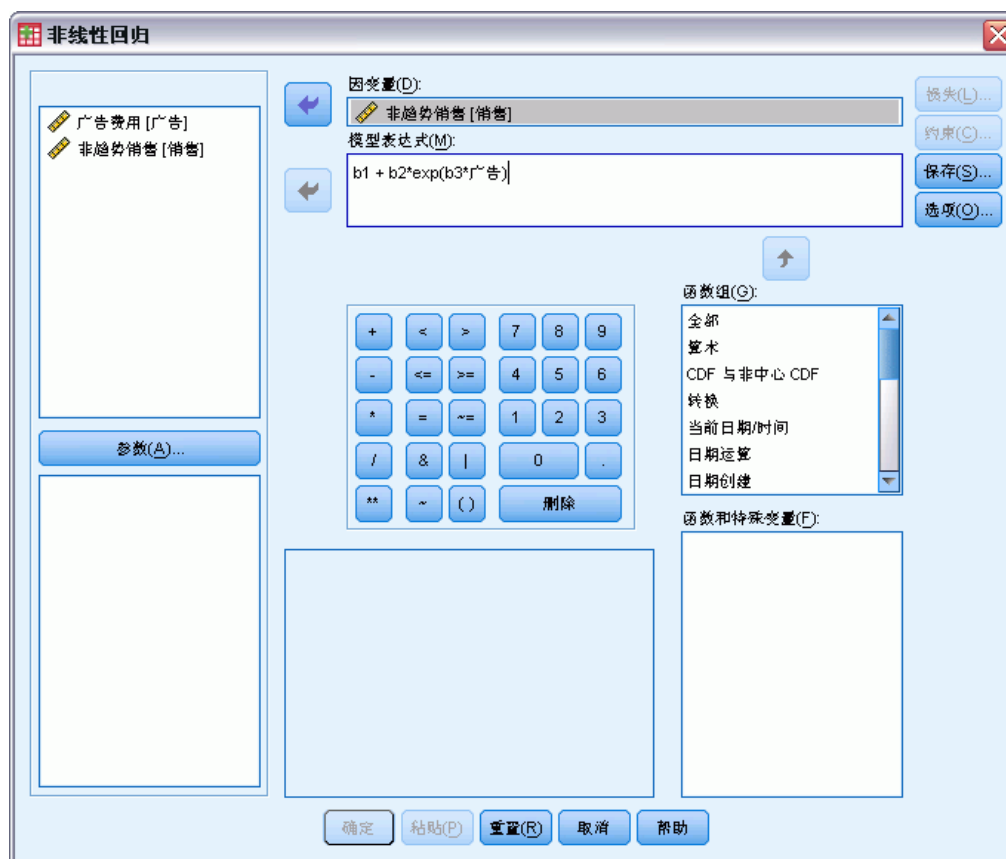 非线性回归
广告费用 [广告]
非趋势销售 [销售]
参数(A)...
因变量(D):
非趋势销售 [销售]
模型表达式(M):
b1 + b2*exp(b3*广告)
损失(L)...
约束(C)...
保存(S)...
选项(O)...
+ < > 7 8 9
- <= >= 4 5 6
* = ~= 1 2 3
/ & | 0 .
** ~ () 删除
函数组(G):
全部
算术
CDF 与非中心 CDF
转换
当前日期/时间
日期运算
日期创建
函数和特殊变量(F):
确定 粘贴(P) 重置(R) 取消 帮助